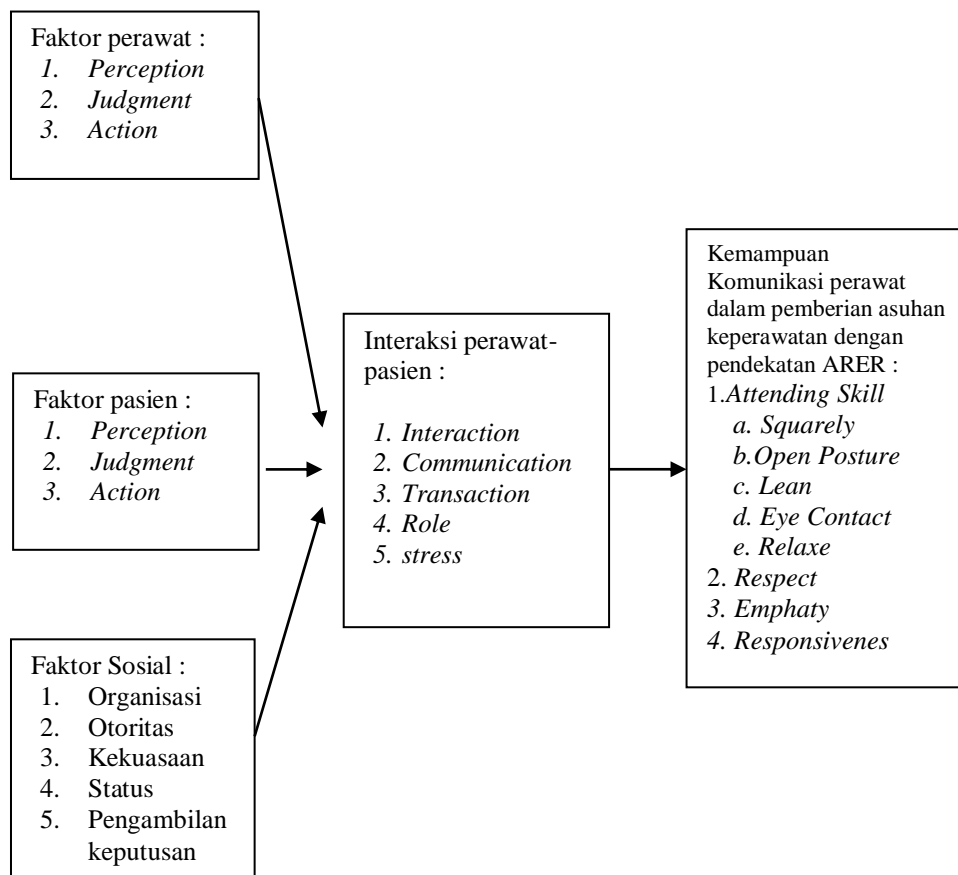 Faktor perawat :
1. Perception
2. Judgment
3. Action
Faktor pasien :
1. Perception
2. Judgment
3. Action
Faktor Sosial :
1. Organisasi
2. Otoritas
3. Kekuasaan
4. Status
5. Pengambilan
keputusan
Interaksi perawat-
pasien :
1. Interaction
2. Communication
3. Transaction
4. Role
5. stress
Kemampuan
Komunikasi perawat
dalam pemberian asuhan
keperawatan dengan
pendekatan ARER :
1.Attending Skill
a. Squarely
b.Open Posture
c. Lean
d. Eye Contact
e. Relaxe
2. Respect
3. Emphaty
4. Responsivenes